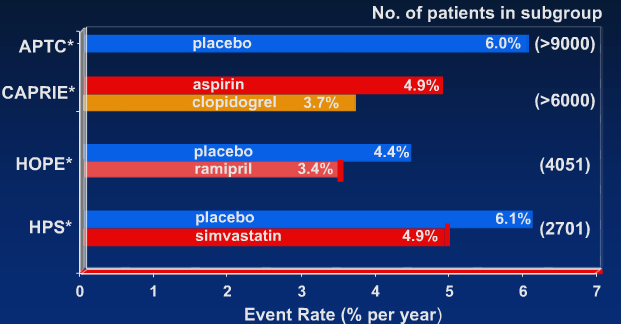 No. of patients in subgroup
APTC* placebo 6.0% (>9000)
CAPRIE* aspirin 4.9% (>6000)
clopidogrel 3.7%
HOPE* placebo 4.4% (4051)
ramipril 3.4%
HPS* placebo 6.1% (2701)
simvastatin 4.9%
0 1 2 3 4 5 6 7
Event Rate (% per year)